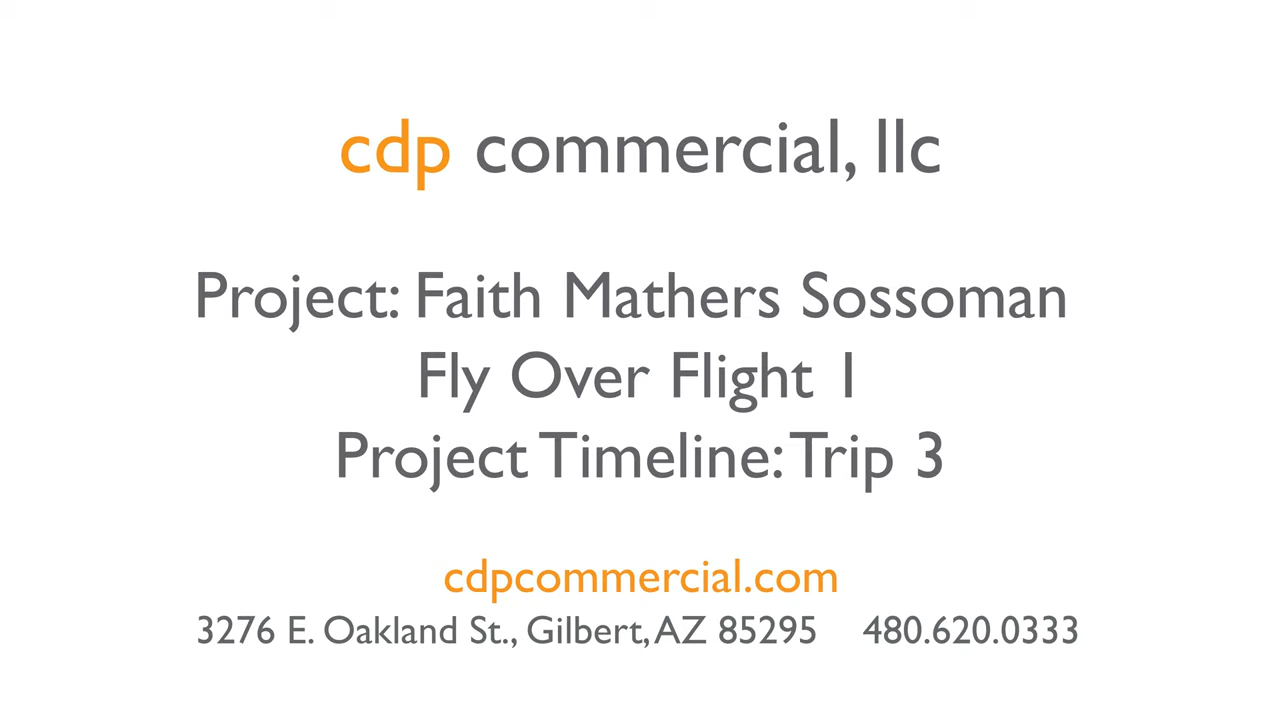 cdp commercial, llc
Project: Faith Mathers Sossoman
Fly Over Flight 1
Project Timeline: Trip 3
cdpcommercial.com
3276 E. Oakland St., Gilbert, AZ 85295 480.620.0333